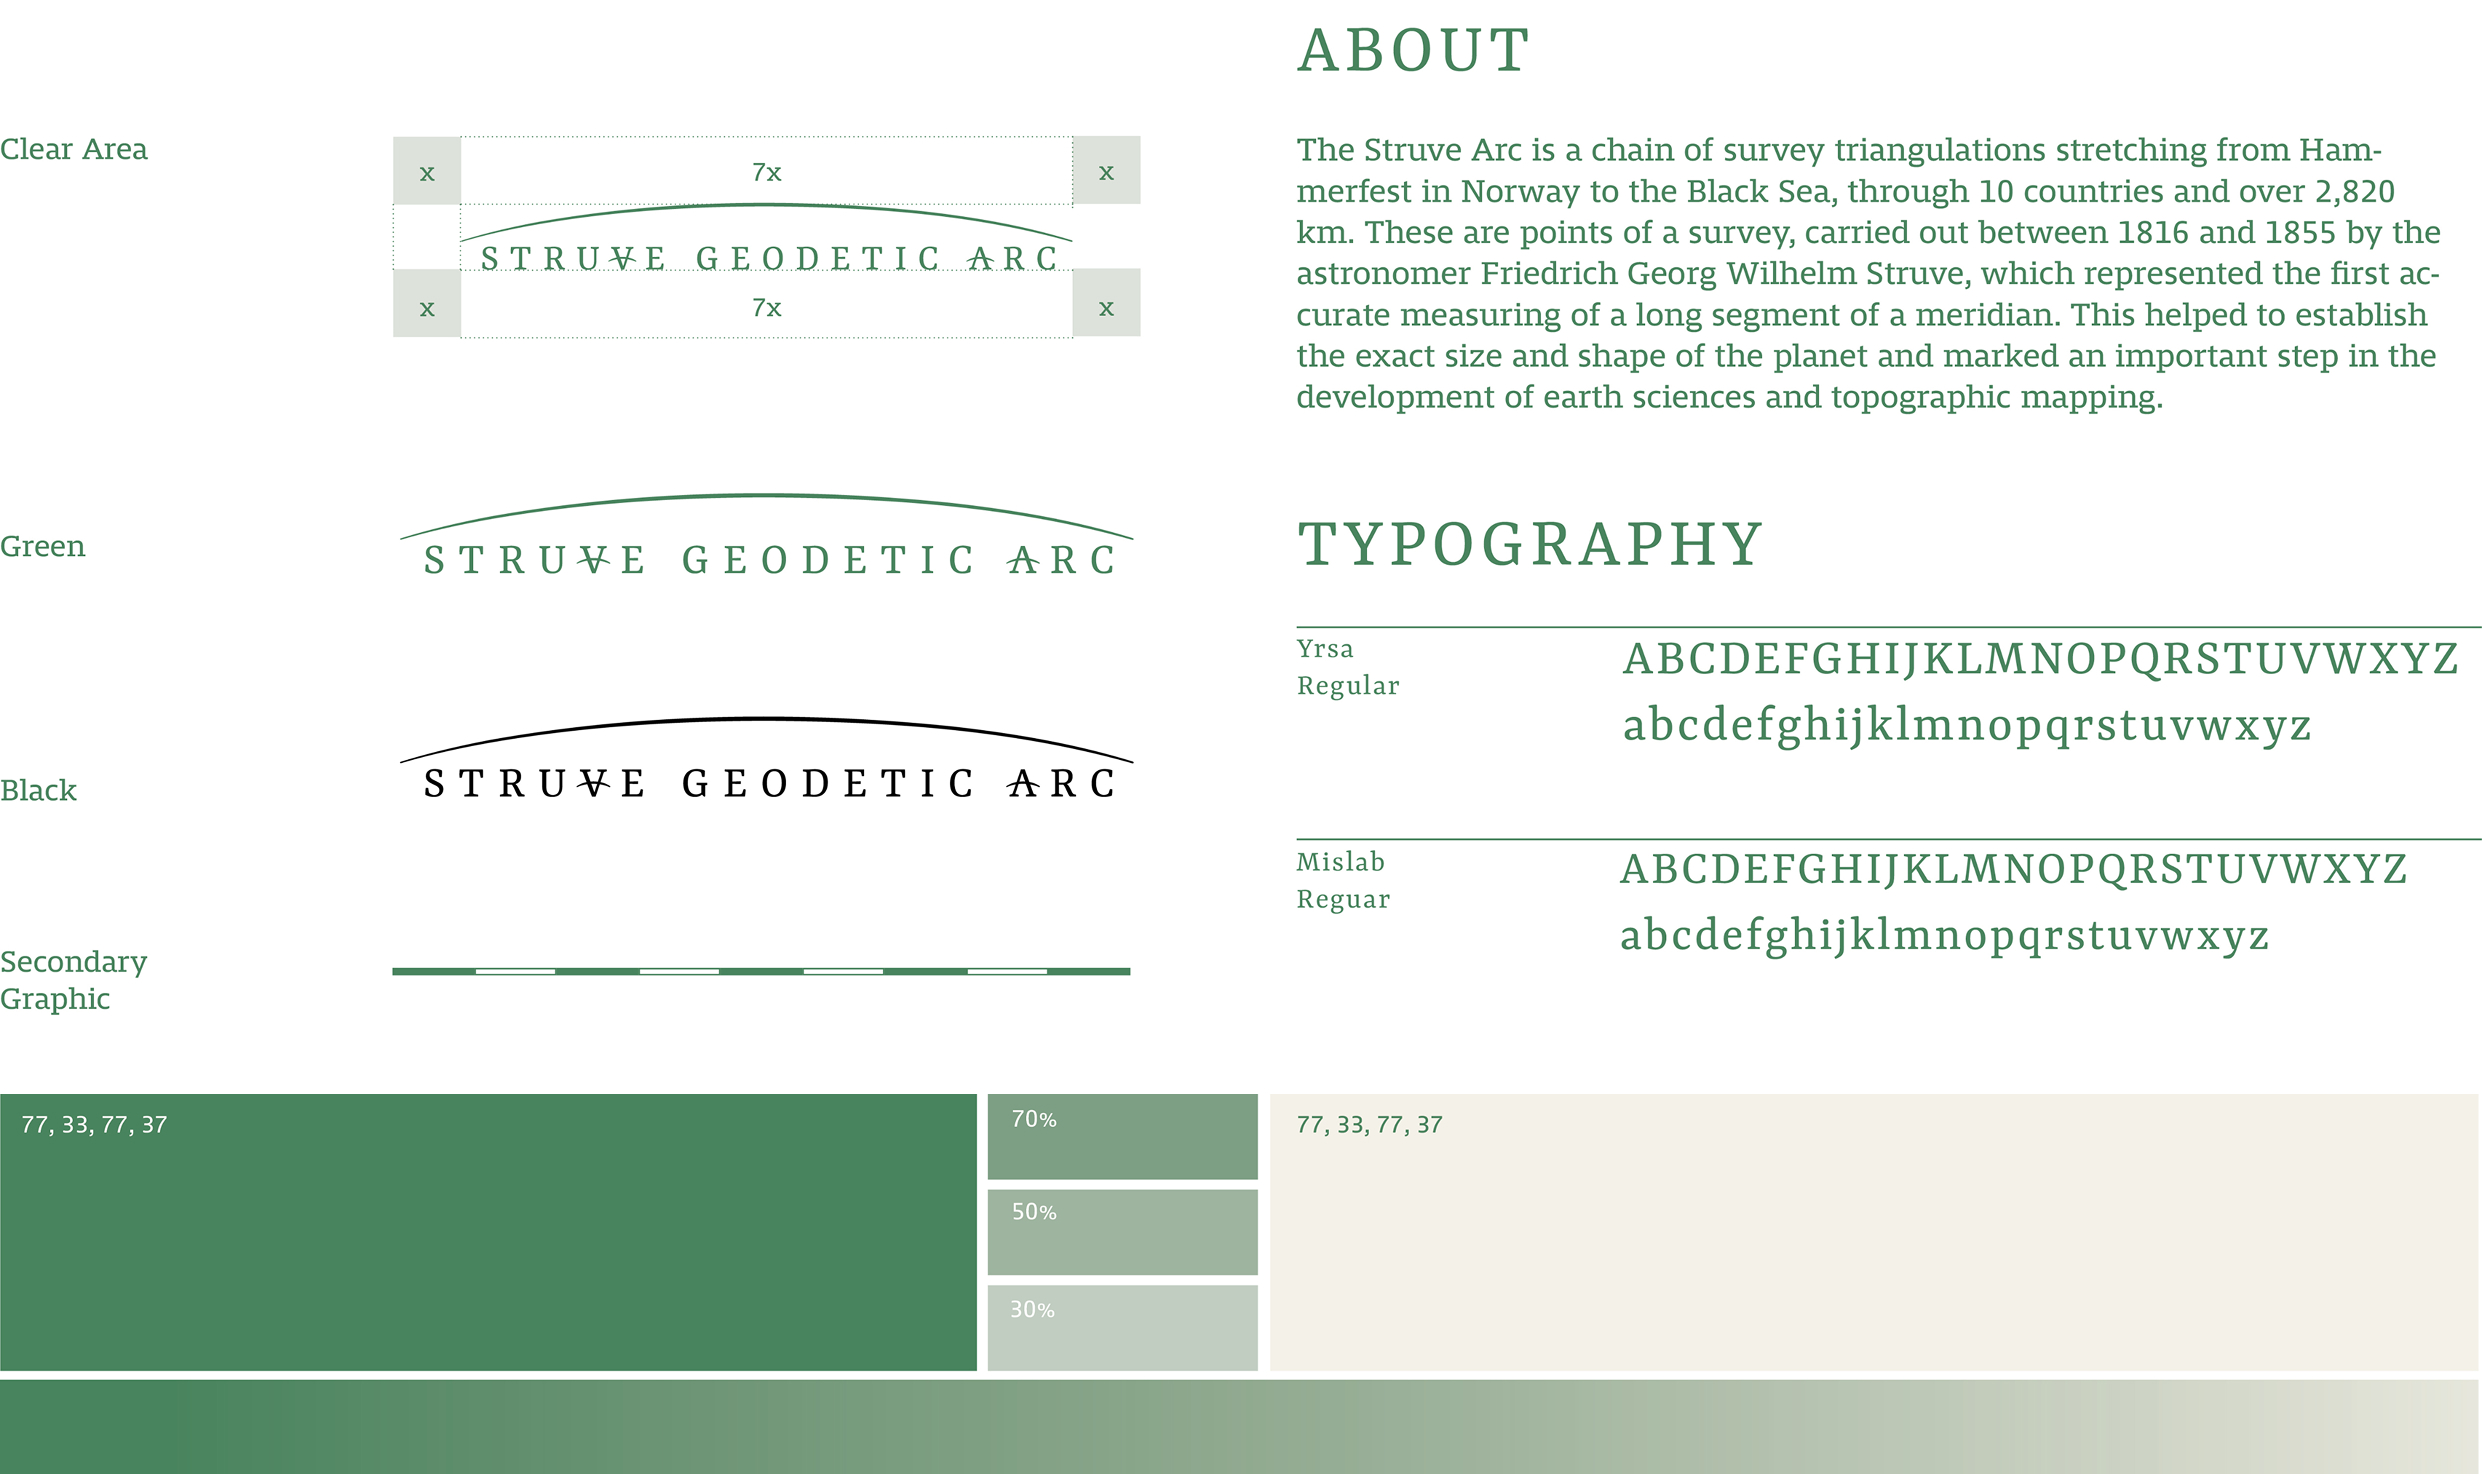 Clear Area
x 7x x
STRUVE GEODETIC ARC
x 7x x
Green
STRUVE GEODETIC ARC
Black
STRUVE GEODETIC ARC
Secondary
Graphic
ABOUT
The Struve Arc is a chain of survey triangulations stretching from Ham-
merfest in Norway to the Black Sea, through 10 countries and over 2,820
km. These are points of a survey, carried out between 1816 and 1855 by the
astronomer Friedrich Georg Wilhelm Struve, which represented the first ac-
curate measuring of a long segment of a meridian. This helped to establish
the exact size and shape of the planet and marked an important step in the
development of earth sciences and topographic mapping.
TYPOGRAPHY
Yrsa
Regular
ABCDEFGHIJKLMNOPQRSTUVWXYZ
abcdefghijklmnopqrstuvwxyz
Mislab
Reguar
ABCDEFGHIJKLMNOPQRSTUVWXYZ
abcdefghijklmnopqrstuvwxyz
77, 33, 77, 37
70%
50%
30%
77, 33, 77, 37